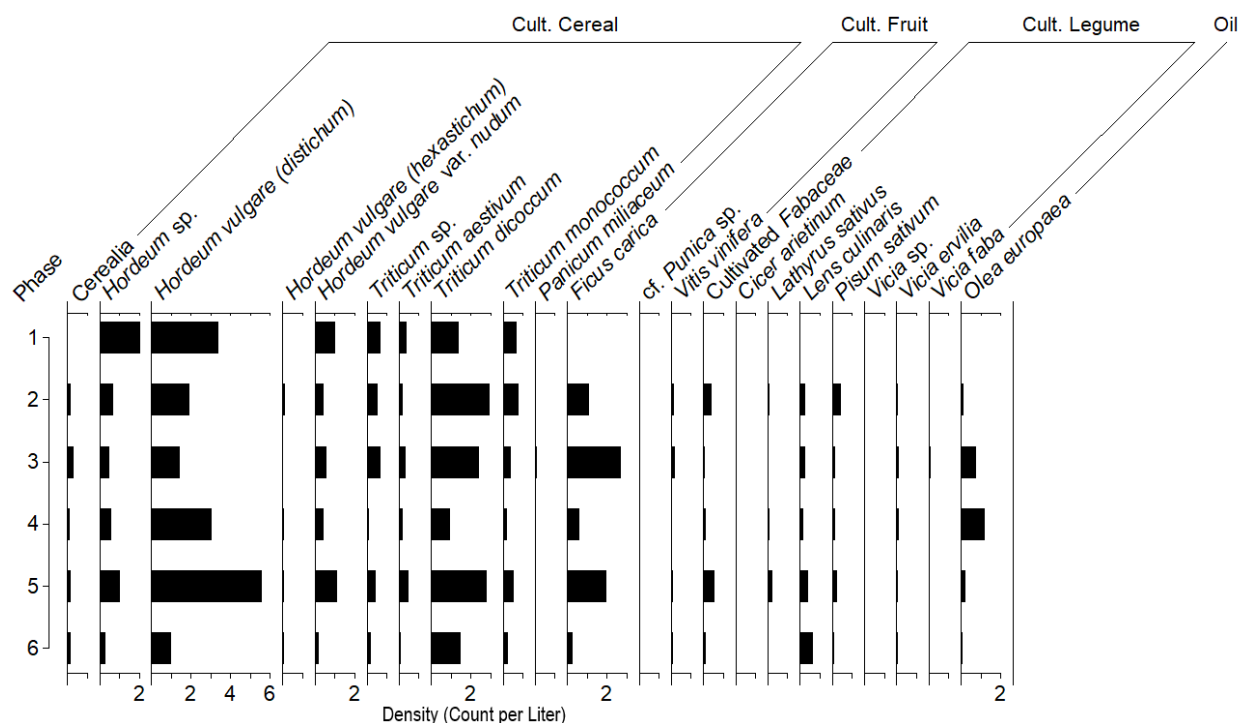 Cult. Cereal
Cult. Fruit
Cult. Legume
Oil
Phase
Cerealia
Hordeum sp.
Hordeum vulgare (distichum)
Hordeum vulgare (hexastichum)
Hordeum vulgare var. nudum
Triticum sp.
Triticum aestivum
Triticum dicoccum
Triticum monococcum
Panicum miliaceum
Ficus carica
cf. Punica sp.
Vitis vinifera
Cultivated Fabaceae
Cicer arietinum
Lathyrus sativus
Lens culinaris
Pisum sativum
Vicia sp.
Vicia ervilia
Vicia faba
Olea europaea
1
2
3
4
5
6
2 2 4 6 2 2 2 2
Density (Count per Liter)